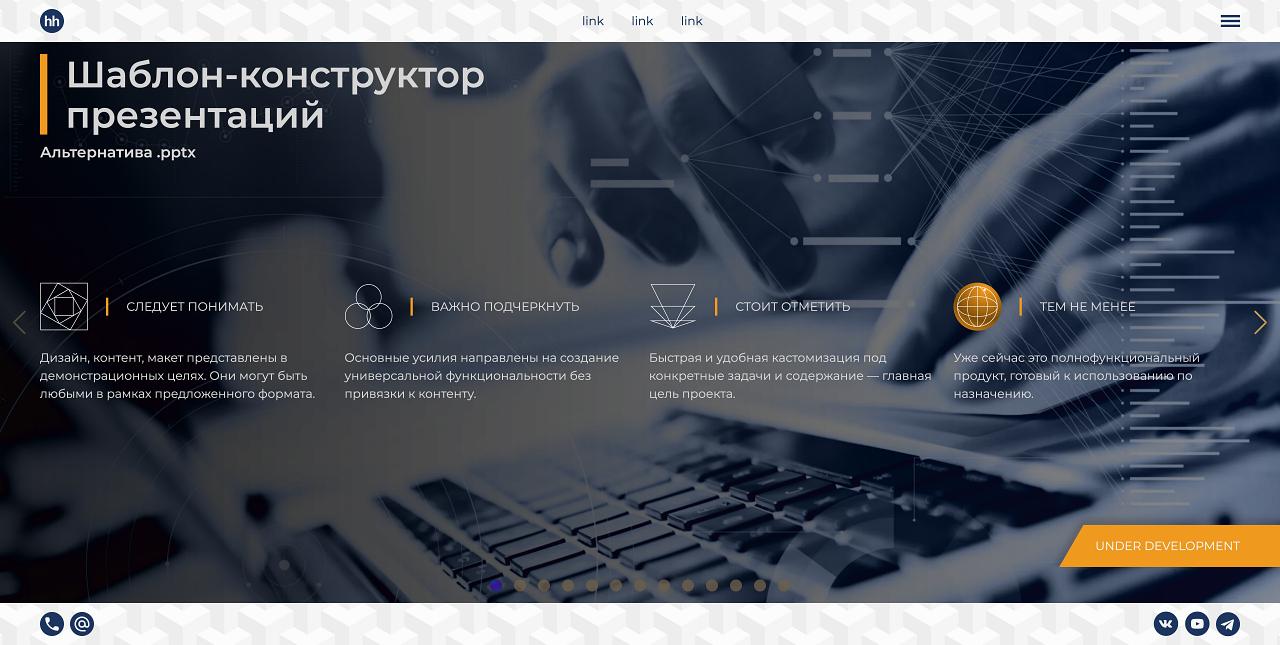 hh
link link link
Шаблон-конструктор
презентаций
Альтернатива .pptx
СЛЕДУЕТ ПОНИМАТЬ
Дизайн, контент, макет представлены в
демонстрационных целях. Они могут быть
любыми в рамках предложенного формата.
ВАЖНО ПОДЧЕРКНУТЬ
Основные усилия направлены на создание
универсальной функциональности без
привязки к контенту.
СТОИТ ОТМЕТИТЬ
Быстрая и удобная кастомизация под
конкретные задачи и содержание — главная
цель проекта.
ТЕМ НЕ МЕНЕЕ
Уже сейчас это полнофункциональный
продукт, готовый к использованию по
назначению.
UNDER DEVELOPMENT